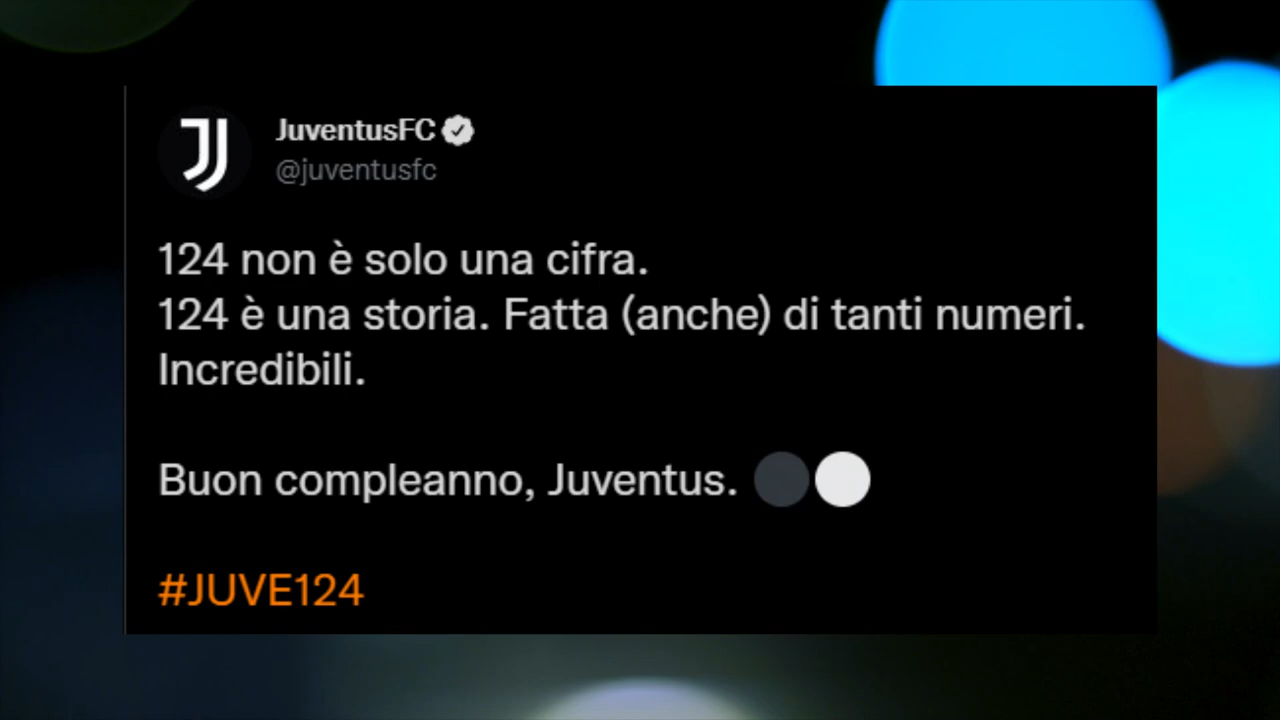 JuventusFC
@juventusfc
124 non è solo una cifra.
124 è una storia. Fatta (anche) di tanti numeri.
Incredibili.
Buon compleanno, Juventus.
#JUVE124